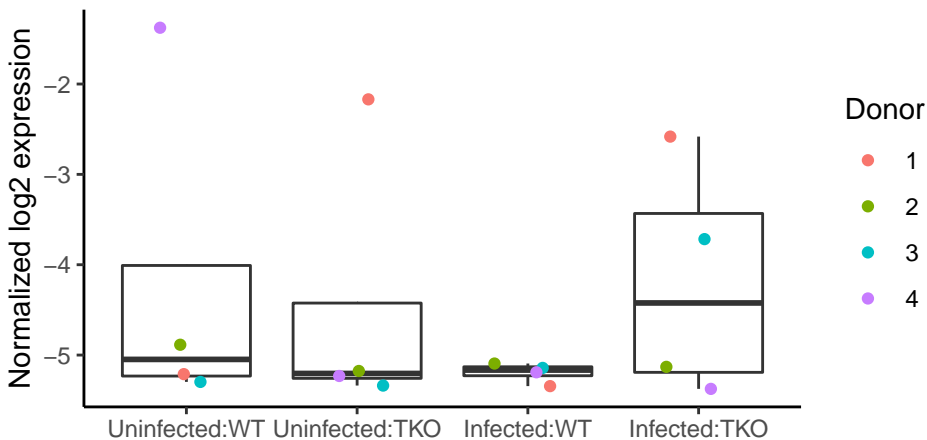 Normalized log2 expression
−2
−3
−4
−5
Uninfected:WT Uninfected:TKO Infected:WT Infected:TKO
Donor
1
2
3
4